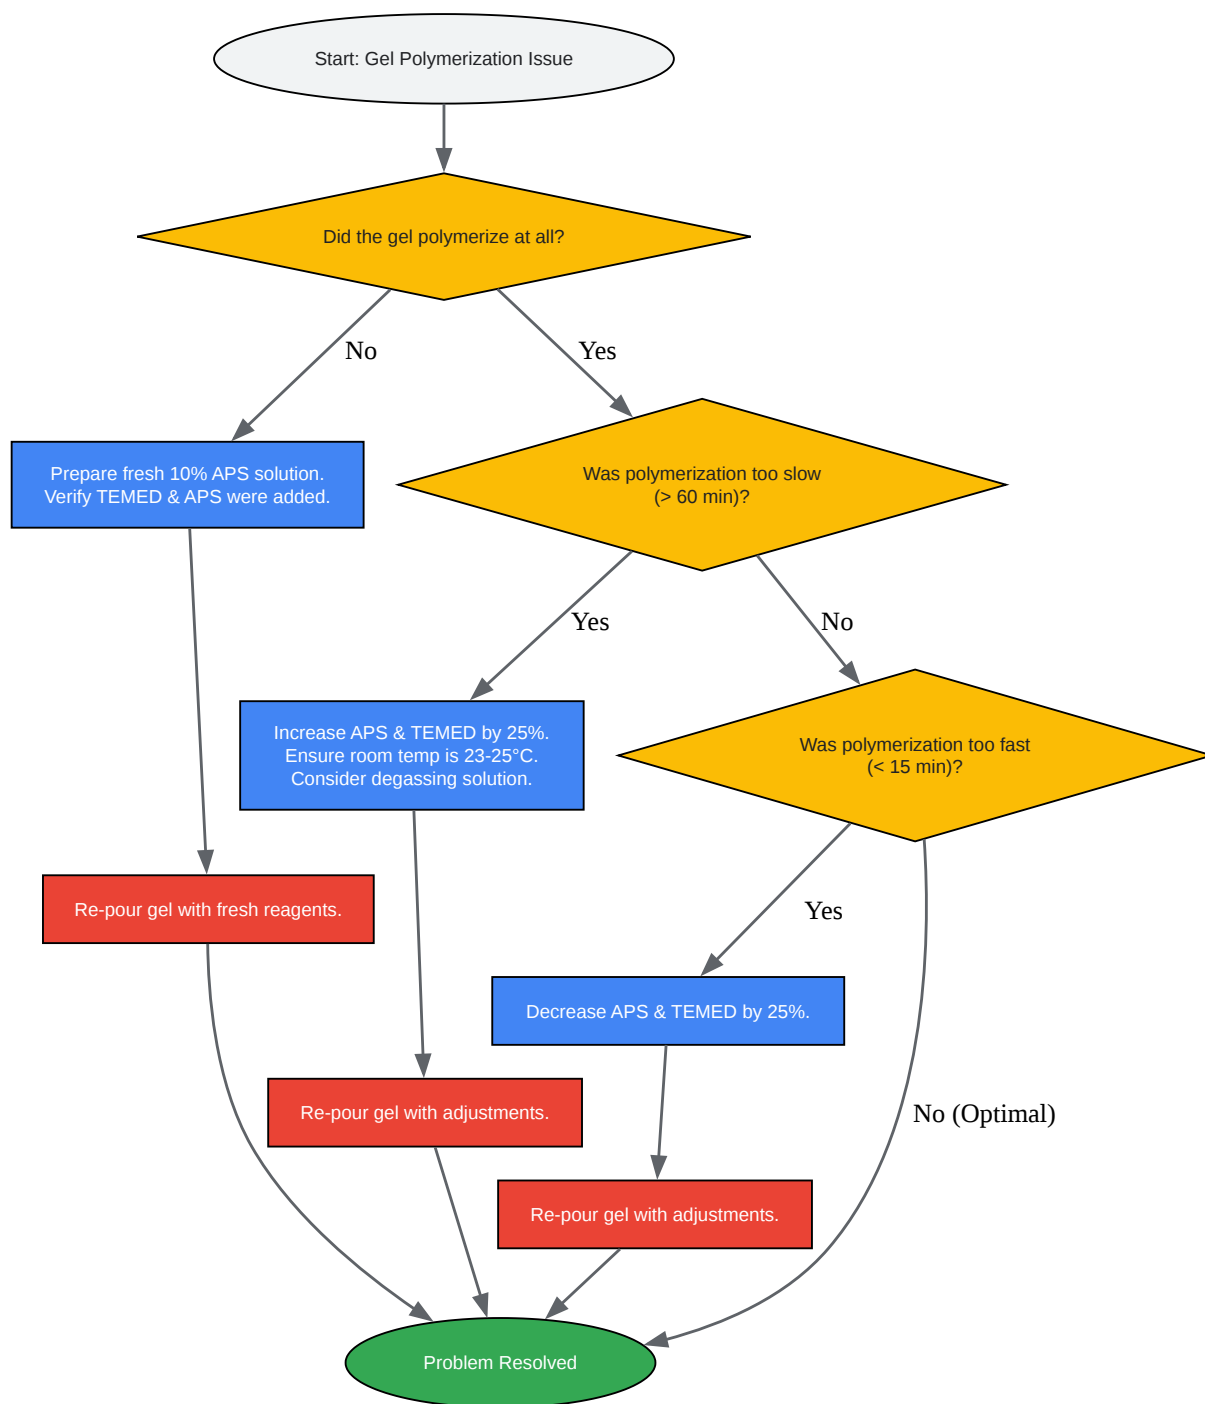 Start: Gel Polymerization Issue
Did the gel polymerize at all?
No
Yes
Prepare fresh 10% APS solution.
Verify TEMED & APS were added.
Was polymerization too slow
(> 60 min)?
Yes
No
Increase APS & TEMED by 25%.
Ensure room temp is 23-25°C.
Consider degassing solution.
Was polymerization too fast
(< 15 min)?
Re-pour gel with fresh reagents.
Yes
Decrease APS & TEMED by 25%.
Re-pour gel with adjustments.
No (Optimal)
Re-pour gel with adjustments.
Problem Resolved